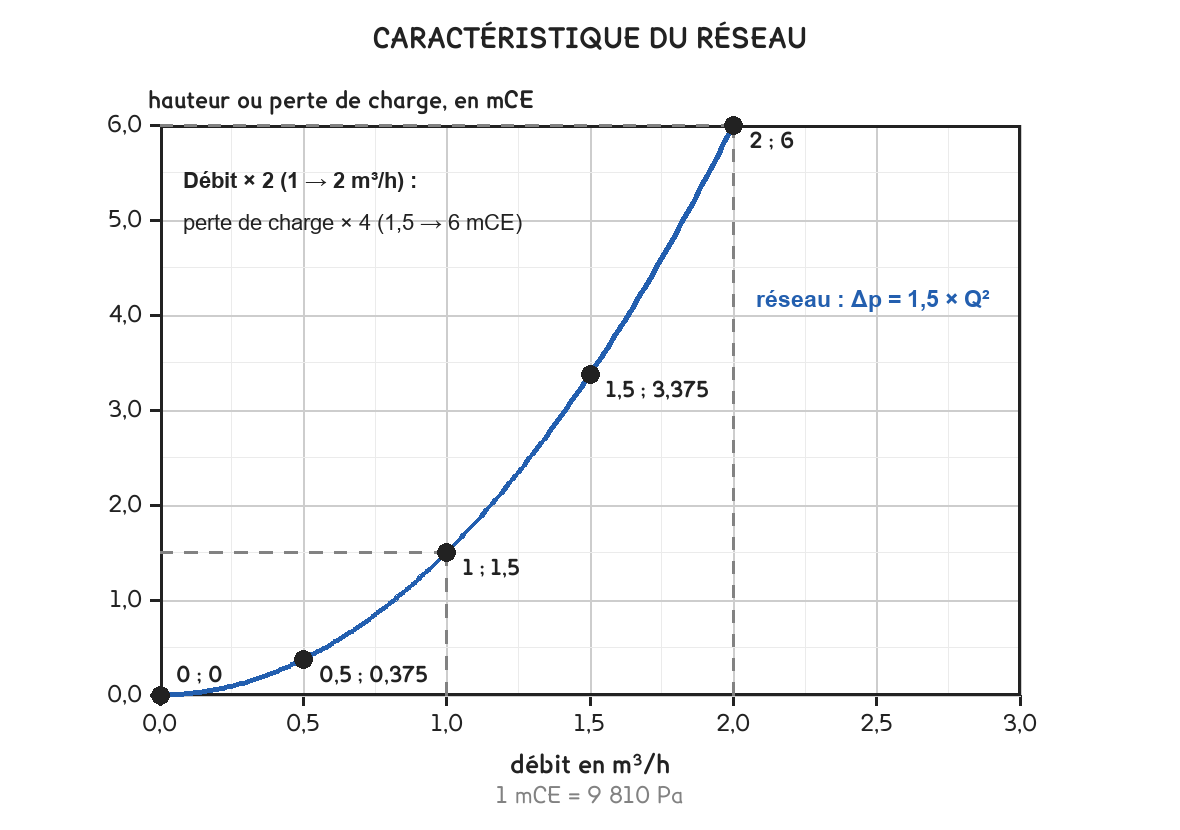 CARACTÉRISTIQUE DU RÉSEAU
hauteur ou perte de charge, en mCE
6,0
2 ; 6
Débit × 2 (1 → 2 m³/h) :
5,0
perte de charge × 4 (1,5 → 6 mCE)
réseau : Δp = 1,5 × Q²
4,0
1,5 ; 3,375
3,0
2,0
1 ; 1,5
1,0
0 ; 0
0,5 ; 0,375
0,0
0,0 0,5 1,0 1,5 2,0 2,5 3,0
débit en m³/h
1 mCE = 9 810 Pa